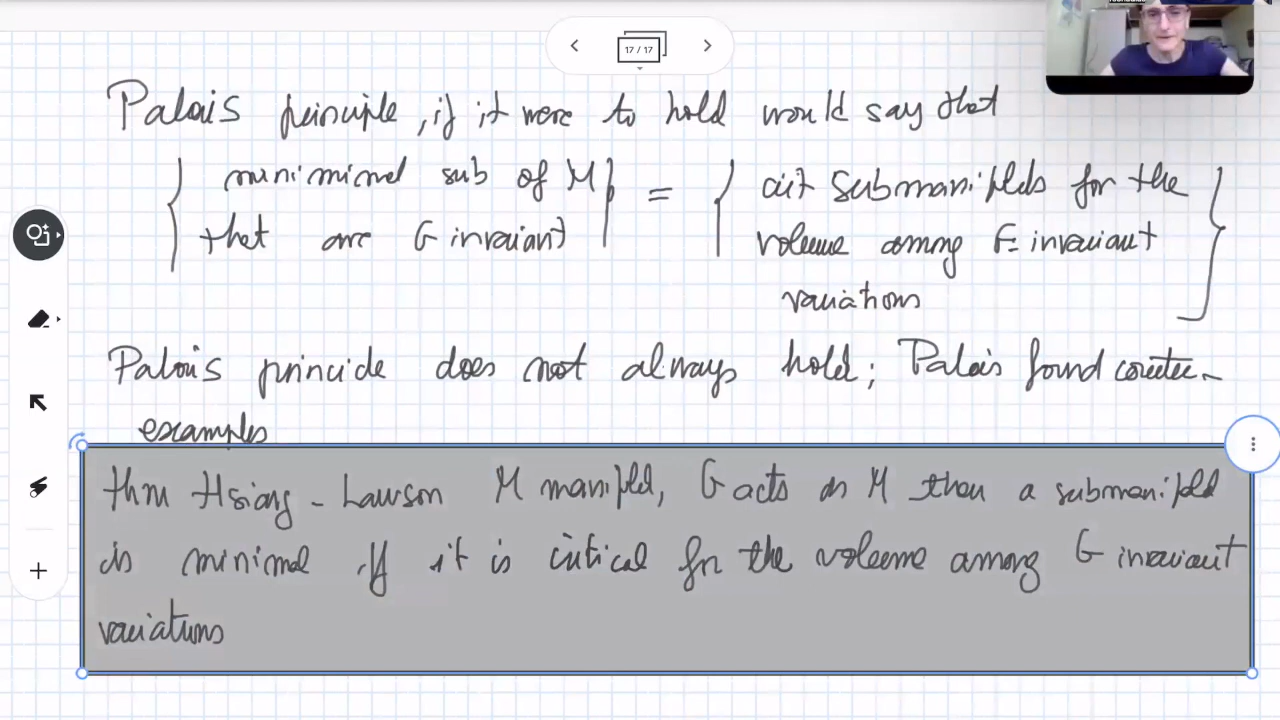 17 / 17
Palais principle, if it were to hold would say that
{ minimimal sub of M } = { crit submanifolds for the
that are G invariant volume among G invariant
variations
Palais principle does not always hold; Palais found counter-
examples
thm Hsiang - Lawson M manifold, G acts on M then a submanifold
is minimal iff it is critical for the volume among G invariant
variations